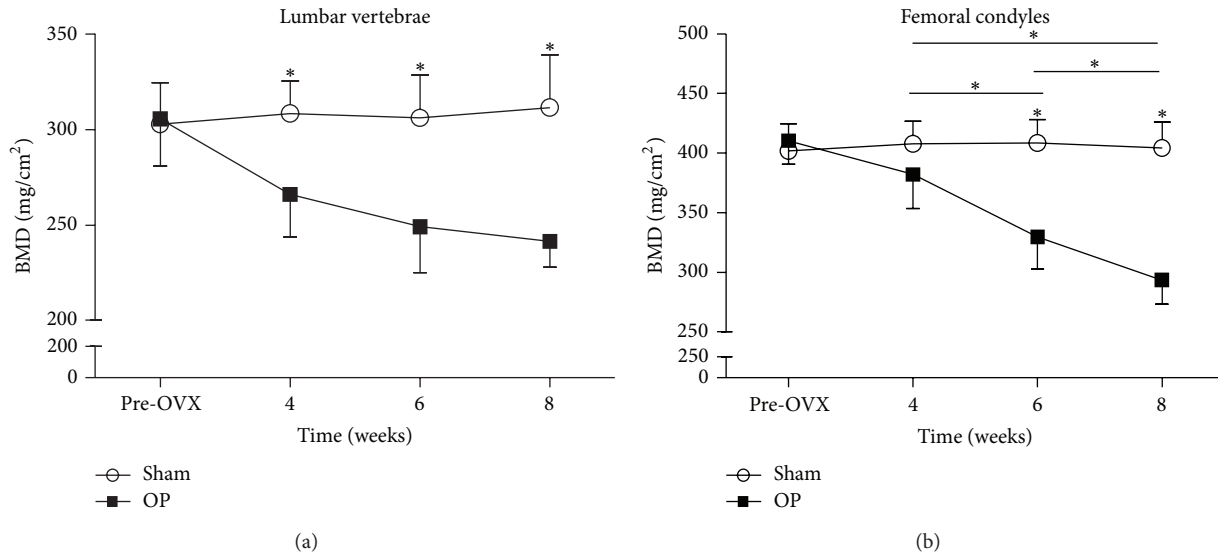 Lumbar vertebrae
350
300
250
200
200
0
BMD (mg/cm²)
* * *
Pre-OVX 4 6 8
Time (weeks)
Sham
OP
(a)
Femoral condyles
500
450
400
350
300
250
250
0
BMD (mg/cm²)
*
*
*
* *
Pre-OVX 4 6 8
Time (weeks)
Sham
OP
(b)